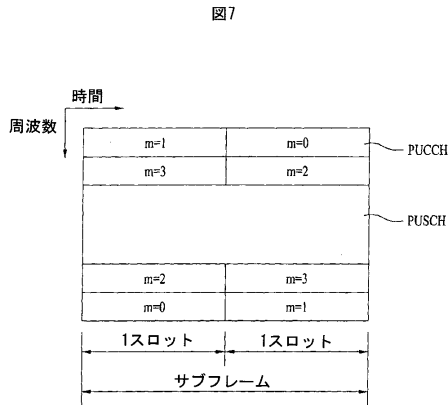 図7
時間
周波数
m=1 m=0
PUCCH
m=3 m=2
PUSCH
m=2 m=3
m=0 m=1
1スロット 1スロット
サブフレーム